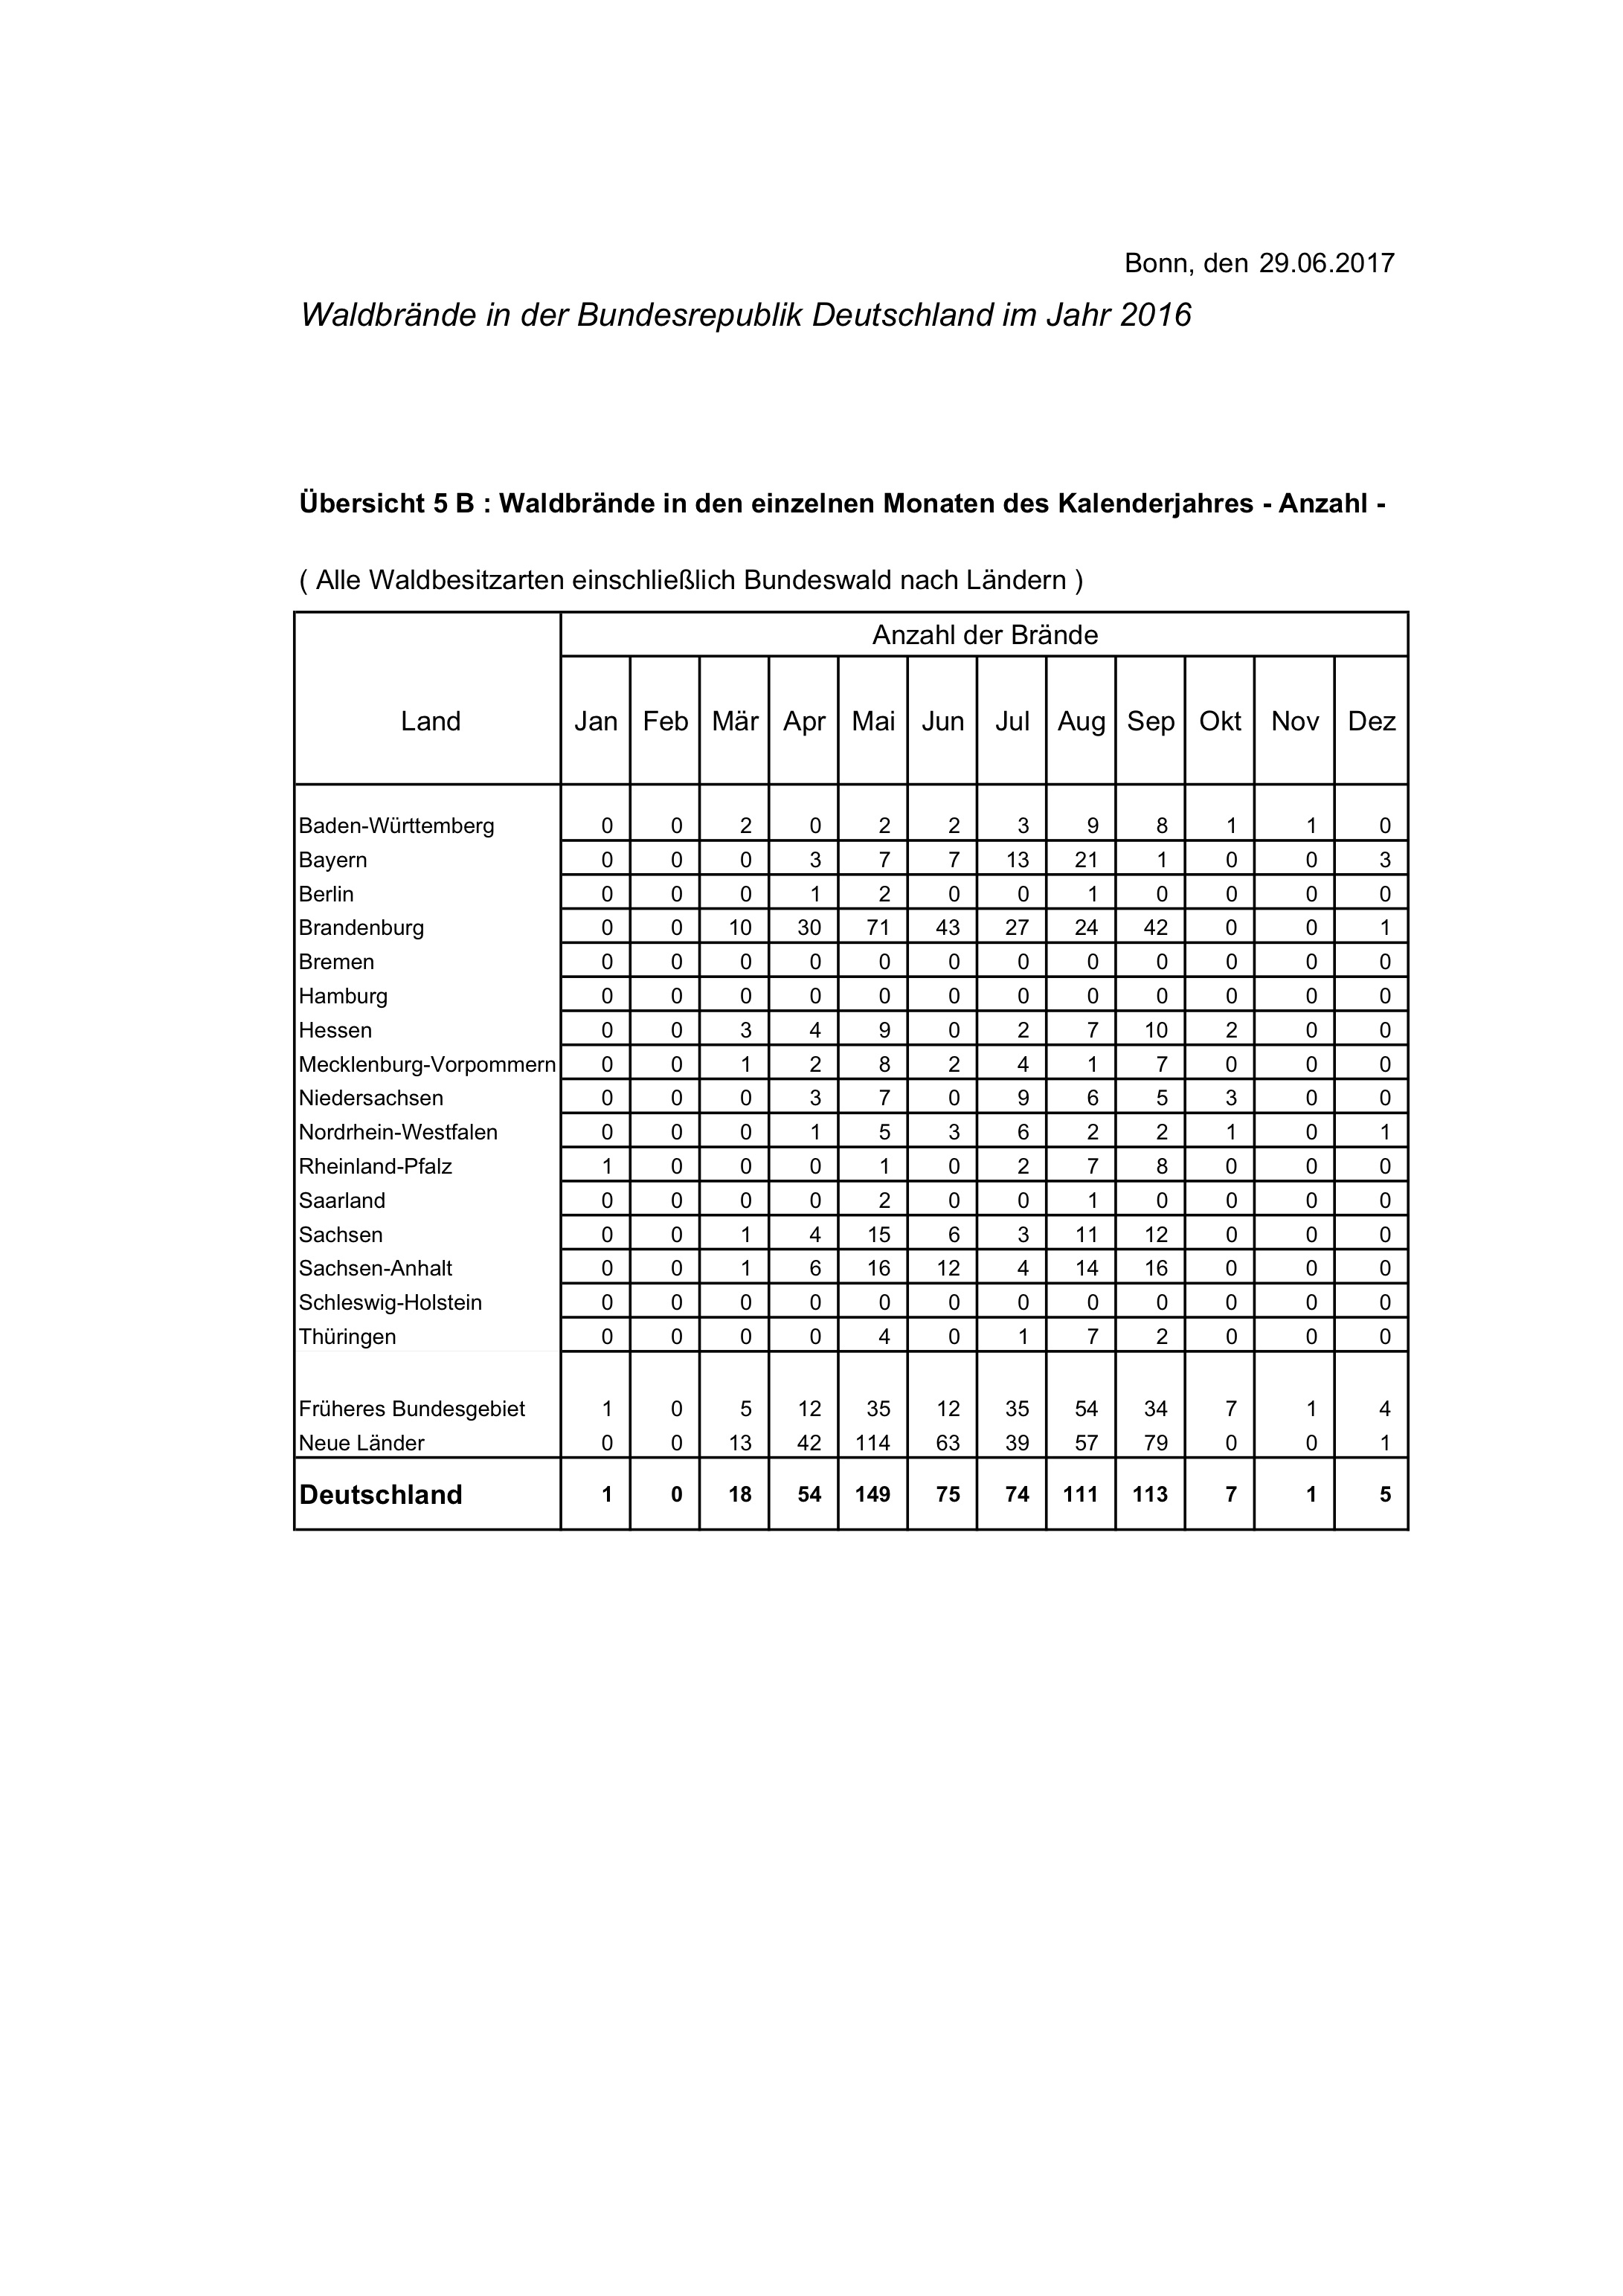 Bonn, den 29.06.2017
Waldbrände in der Bundesrepublik Deutschland im Jahr 2016
Übersicht 5 B : Waldbrände in den einzelnen Monaten des Kalenderjahres - Anzahl -
( Alle Waldbesitzarten einschließlich Bundeswald nach Ländern )
Anzahl der Brände
Land Jan Feb Mär Apr Mai Jun Jul Aug Sep Okt Nov Dez
Baden-Württemberg 0 0 2 0 2 2 3 9 8 1 1 0
Bayern 0 0 0 3 7 7 13 21 1 0 0 3
Berlin 0 0 0 1 2 0 0 1 0 0 0 0
Brandenburg 0 0 10 30 71 43 27 24 42 0 0 1
Bremen 0 0 0 0 0 0 0 0 0 0 0 0
Hamburg 0 0 0 0 0 0 0 0 0 0 0 0
Hessen 0 0 3 4 9 0 2 7 10 2 0 0
Mecklenburg-Vorpommern 0 0 1 2 8 2 4 1 7 0 0 0
Niedersachsen 0 0 0 3 7 0 9 6 5 3 0 0
Nordrhein-Westfalen 0 0 0 1 5 3 6 2 2 1 0 1
Rheinland-Pfalz 1 0 0 0 1 0 2 7 8 0 0 0
Saarland 0 0 0 0 2 0 0 1 0 0 0 0
Sachsen 0 0 1 4 15 6 3 11 12 0 0 0
Sachsen-Anhalt 0 0 1 6 16 12 4 14 16 0 0 0
Schleswig-Holstein 0 0 0 0 0 0 0 0 0 0 0 0
Thüringen 0 0 0 0 4 0 1 7 2 0 0 0
Früheres Bundesgebiet 1 0 5 12 35 12 35 54 34 7 1 4
Neue Länder 0 0 13 42 114 63 39 57 79 0 0 1
Deutschland 1 0 18 54 149 75 74 111 113 7 1 5